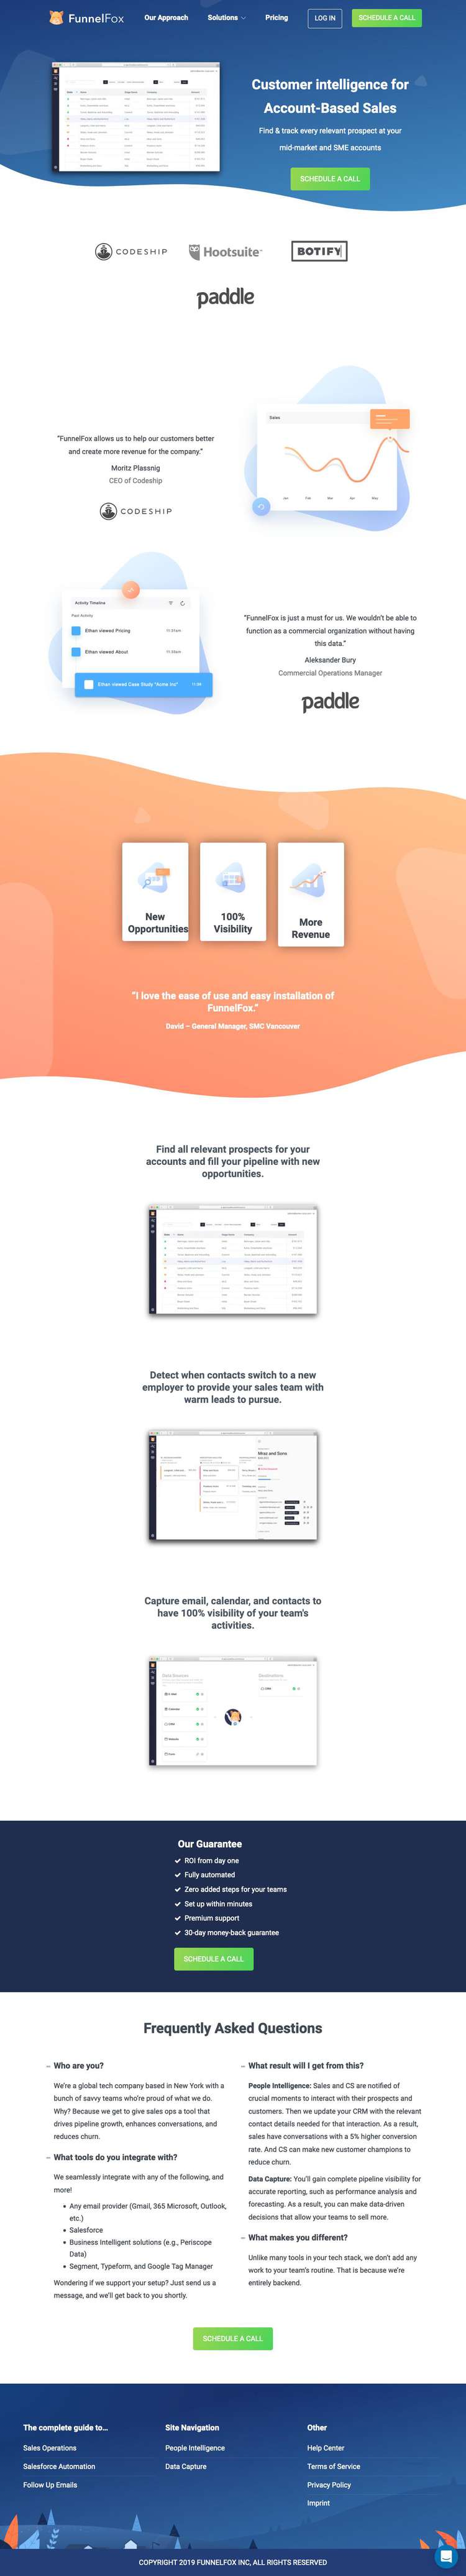 FunnelFox
Our Approach
Solutions
Pricing
LOG IN
SCHEDULE A CALL
Customer intelligence for
Account-Based Sales
Find & track every relevant prospect at your
mid-market and SME accounts
SCHEDULE A CALL
CODESHIP
Hootsuite
BOTIFY
paddle
“FunnelFox allows us to help our customers better
and create more revenue for the company.”
Moritz Plassnig
CEO of Codeship
CODESHIP
Sales
Jan
Feb
Mar
Apr
May
Activity Timeline
Past Activity
Ethan viewed Pricing
Ethan viewed About
Ethan viewed Case Study "Acme Inc"
“FunnelFox is just a must for us. We wouldn’t be able to
function as a commercial organization without having
this data.”
Aleksander Bury
Commercial Operations Manager
paddle
New
Opportunities
100%
Visibility
More
Revenue
“I love the ease of use and easy installation of
FunnelFox.”
David – General Manager, SMC Vancouver
Find all relevant prospects for your
accounts and fill your pipeline with new
opportunities.
Detect when contacts switch to a new
employer to provide your sales team with
warm leads to pursue.
Mraz and Sons
Capture email, calendar, and contacts to
have 100% visibility of your team's
activities.
Data Sources
Destinations
E-Mail
Calendar
CRM
Website
CRM
Our Guarantee
ROI from day one
Fully automated
Zero added steps for your teams
Set up within minutes
Premium support
30-day money-back guarantee
SCHEDULE A CALL
Frequently Asked Questions
– Who are you?
We’re a global tech company based in New York with a
bunch of savvy teams who’re proud of what we do.
Why? Because we get to give sales ops a tool that
drives pipeline growth, enhances conversations, and
reduces churn.
– What tools do you integrate with?
We seamlessly integrate with any of the following, and
more!
• Any email provider (Gmail, 365 Microsoft, Outlook,
etc.)
• Salesforce
• Business Intelligent solutions (e.g., Periscope
Data)
• Segment, Typeform, and Google Tag Manager
Wondering if we support your setup? Just send us a
message, and we’ll get back to you shortly.
– What result will I get from this?
People Intelligence: Sales and CS are notified of
crucial moments to interact with their prospects and
customers. Then we update your CRM with the relevant
contact details needed for that interaction. As a result,
sales have conversations with a 5% higher conversion
rate. And CS can make new customer champions to
reduce churn.
Data Capture: You’ll gain complete pipeline visibility for
accurate reporting, such as performance analysis and
forecasting. As a result, you can make data-driven
decisions that allow your teams to sell more.
– What makes you different?
Unlike many tools in your tech stack, we don’t add any
work to your team’s routine. That is because we’re
entirely backend.
SCHEDULE A CALL
The complete guide to...
Sales Operations
Salesforce Automation
Follow Up Emails
Site Navigation
People Intelligence
Data Capture
Other
Help Center
Terms of Service
Privacy Policy
Imprint
COPYRIGHT 2019 FUNNELFOX INC, ALL RIGHTS RESERVED